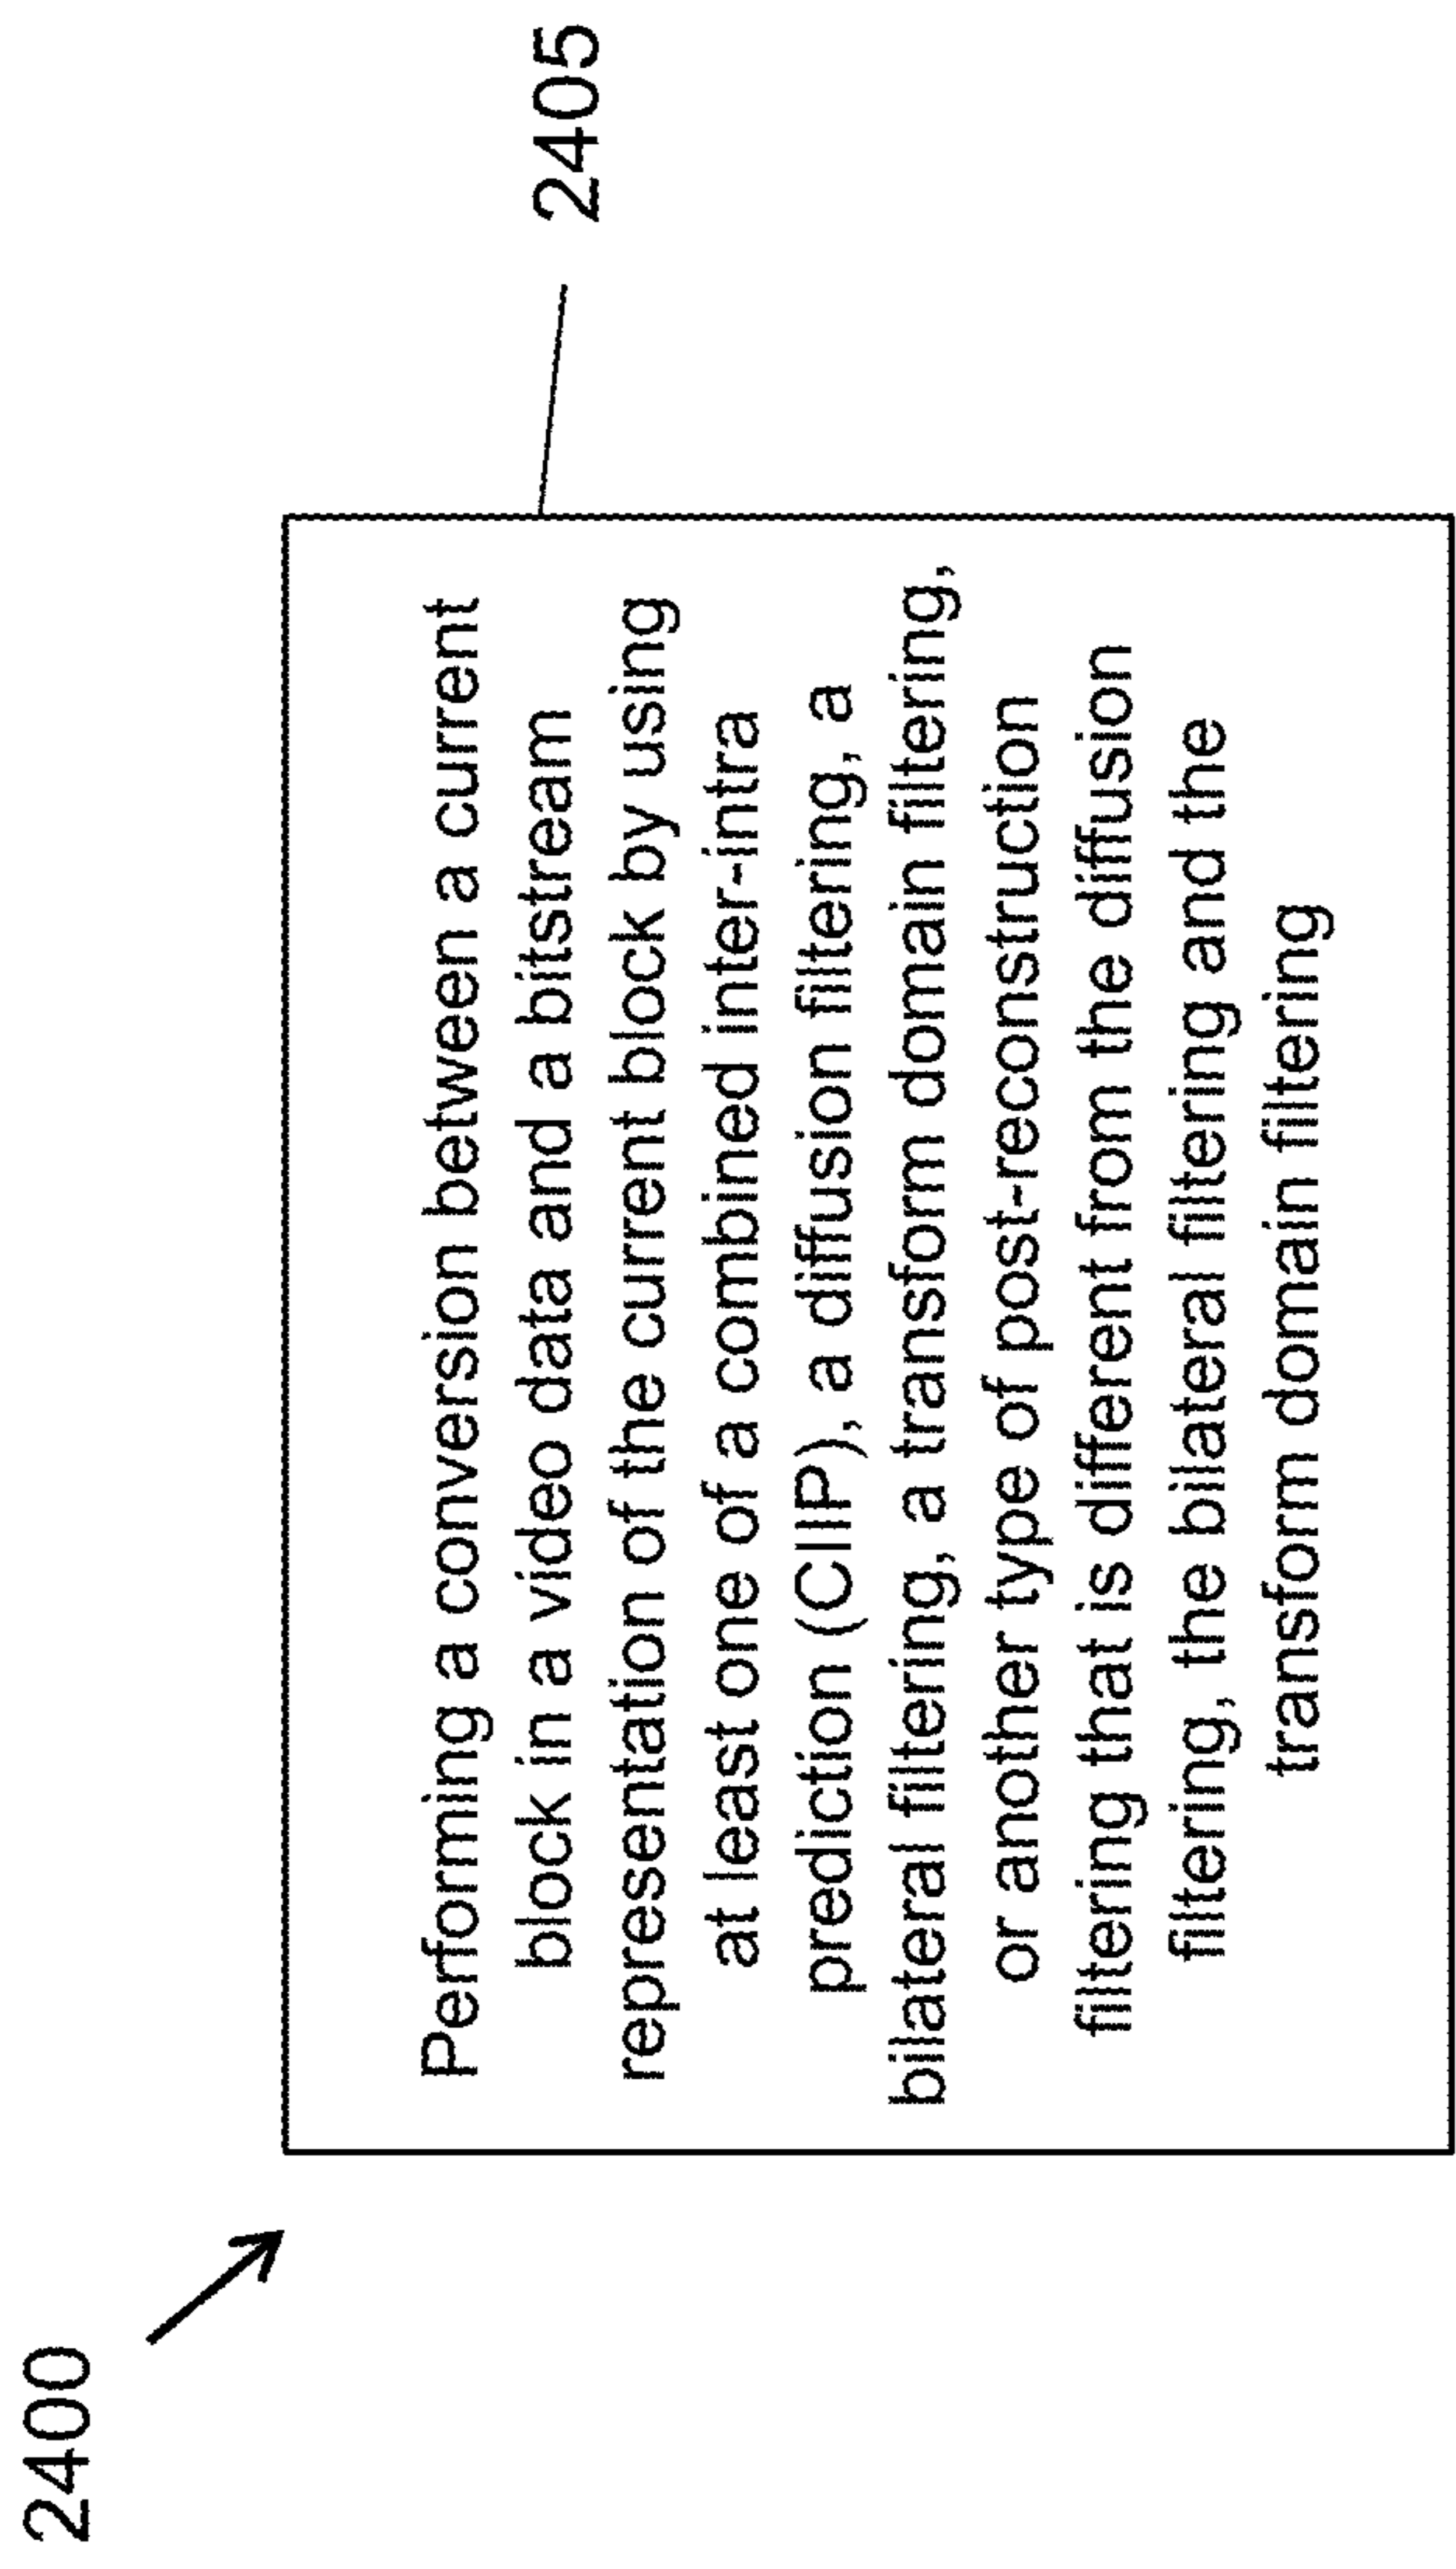 2400
Performing a conversion between a current
block in a video data and a bitstream
representation of the current block by using
at least one of a combined inter-intra
prediction (CIIP), a diffusion filtering, a
bilateral filtering, a transform domain filtering,
or another type of post-reconstruction
filtering that is different from the diffusion
filtering, the bilateral filtering and the
transform domain filtering
2405